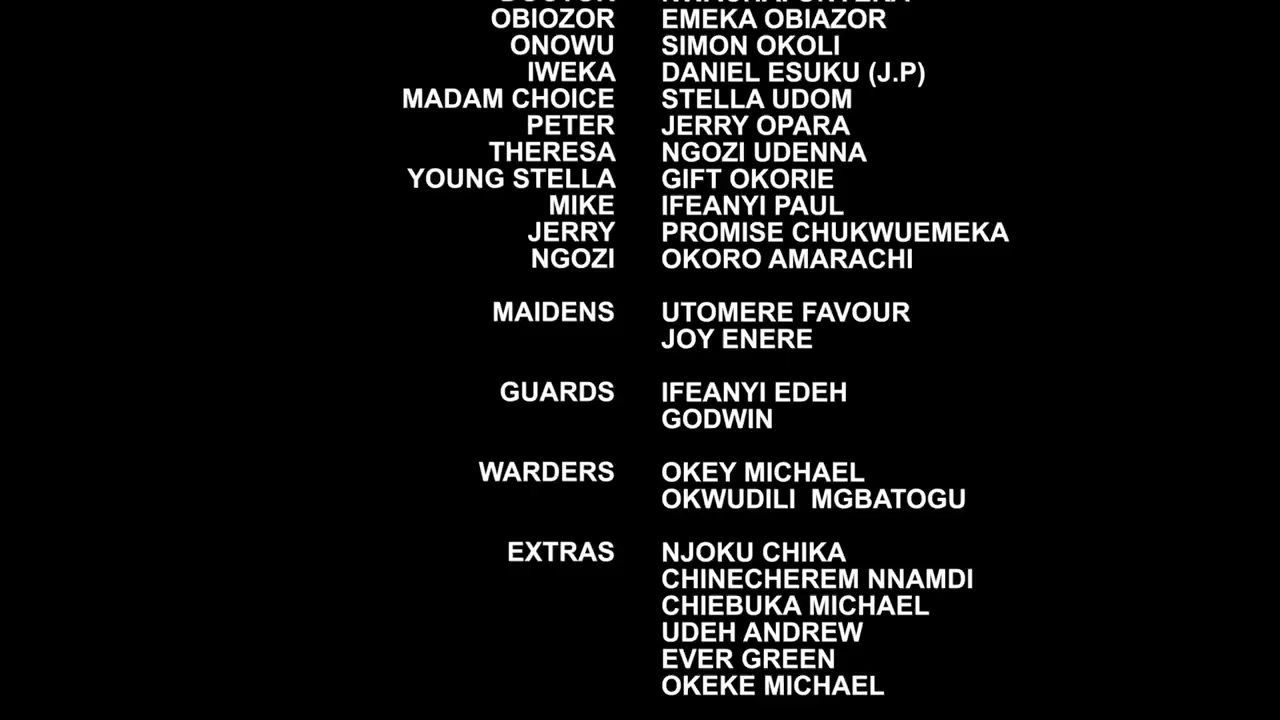 OBIOZOR EMEKA OBIAZOR
ONOWU SIMON OKOLI
IWEKA DANIEL ESUKU (J.P)
MADAM CHOICE STELLA UDOM
PETER JERRY OPARA
THERESA NGOZI UDENNA
YOUNG STELLA GIFT OKORIE
MIKE IFEANYI PAUL
JERRY PROMISE CHUKWUEMEKA
NGOZI OKORO AMARACHI
MAIDENS UTOMERE FAVOUR
JOY ENERE
GUARDS IFEANYI EDEH
GODWIN
WARDERS OKEY MICHAEL
OKWUDILI  MGBATOGU
EXTRAS NJOKU CHIKA
CHINECHEREM NNAMDI
CHIEBUKA MICHAEL
UDEH ANDREW
EVER GREEN
OKEKE MICHAEL